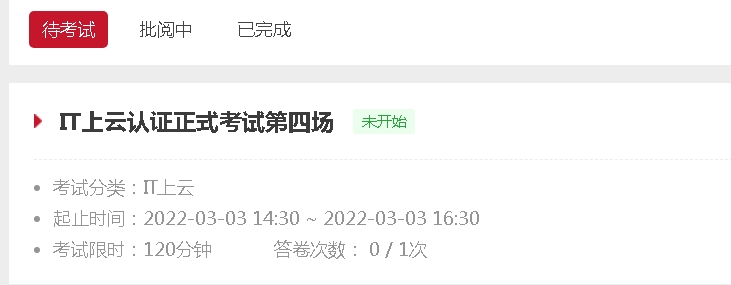 待考试 批阅中 已完成
IT上云认证正式考试第四场 未开始
考试分类：IT上云
起止时间：2022-03-03 14:30 ~ 2022-03-03 16:30
考试限时：120分钟 答卷次数： 0 / 1次